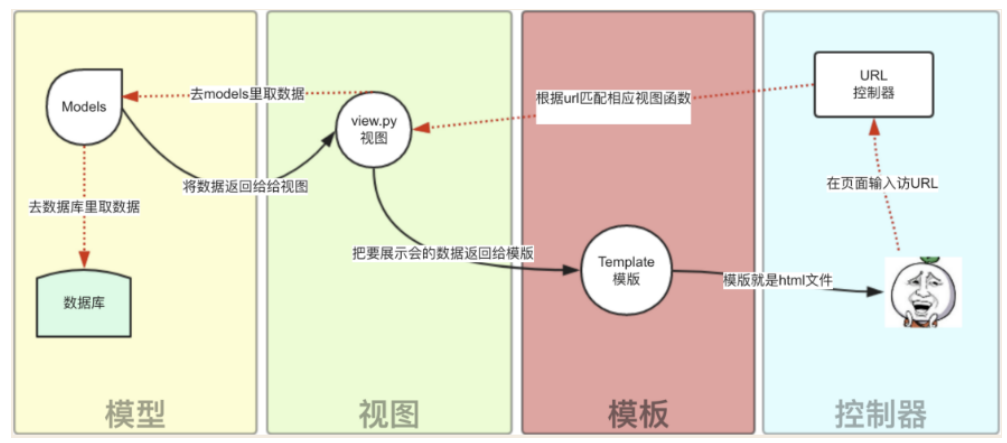 URL
控制器
去models里取数据
根据url匹配相应视图函数
Models
view.py
视图
将数据返回给给视图
在页面输入访URL
去数据库里取数据
把要展示会的数据返回给模版
Template
模版
模版就是html文件
数据库
模型
视图
模板
控制器